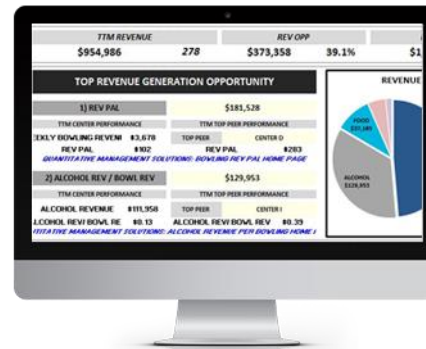 TTM REVENUE REV OPP
$954,986 278 $373,358 39.1% $1
TOP REVENUE GENERATION OPPORTUNITY
REVENUE
1) REV PAL $181,528
TTM CENTER PERFORMANCE TTM TOP PEER PERFORMANCE
EKLY BOWLING REVENU $3,678 TOP PEER CENTER D
REV PAL $102 REV PAL $283
QUANTITATIVE MANAGEMENT SOLUTIONS: BOWLING REV PAL HOME PAGE
2) ALCOHOL REV / BOWL REV $129,953
TTM CENTER PERFORMANCE TTM TOP PEER PERFORMANCE
ALCOHOL REVENUE $111,958 TOP PEER CENTER I
LCOHOL REV/ BOWL RE $0.13 ALCOHOL REV/ BOWL REV $0.39
TITATIVE MANAGEMENT SOLUTIONS: ALCOHOL REVENUE PER BOWLING HOME
FOOD
ALCOHOL
$129,953